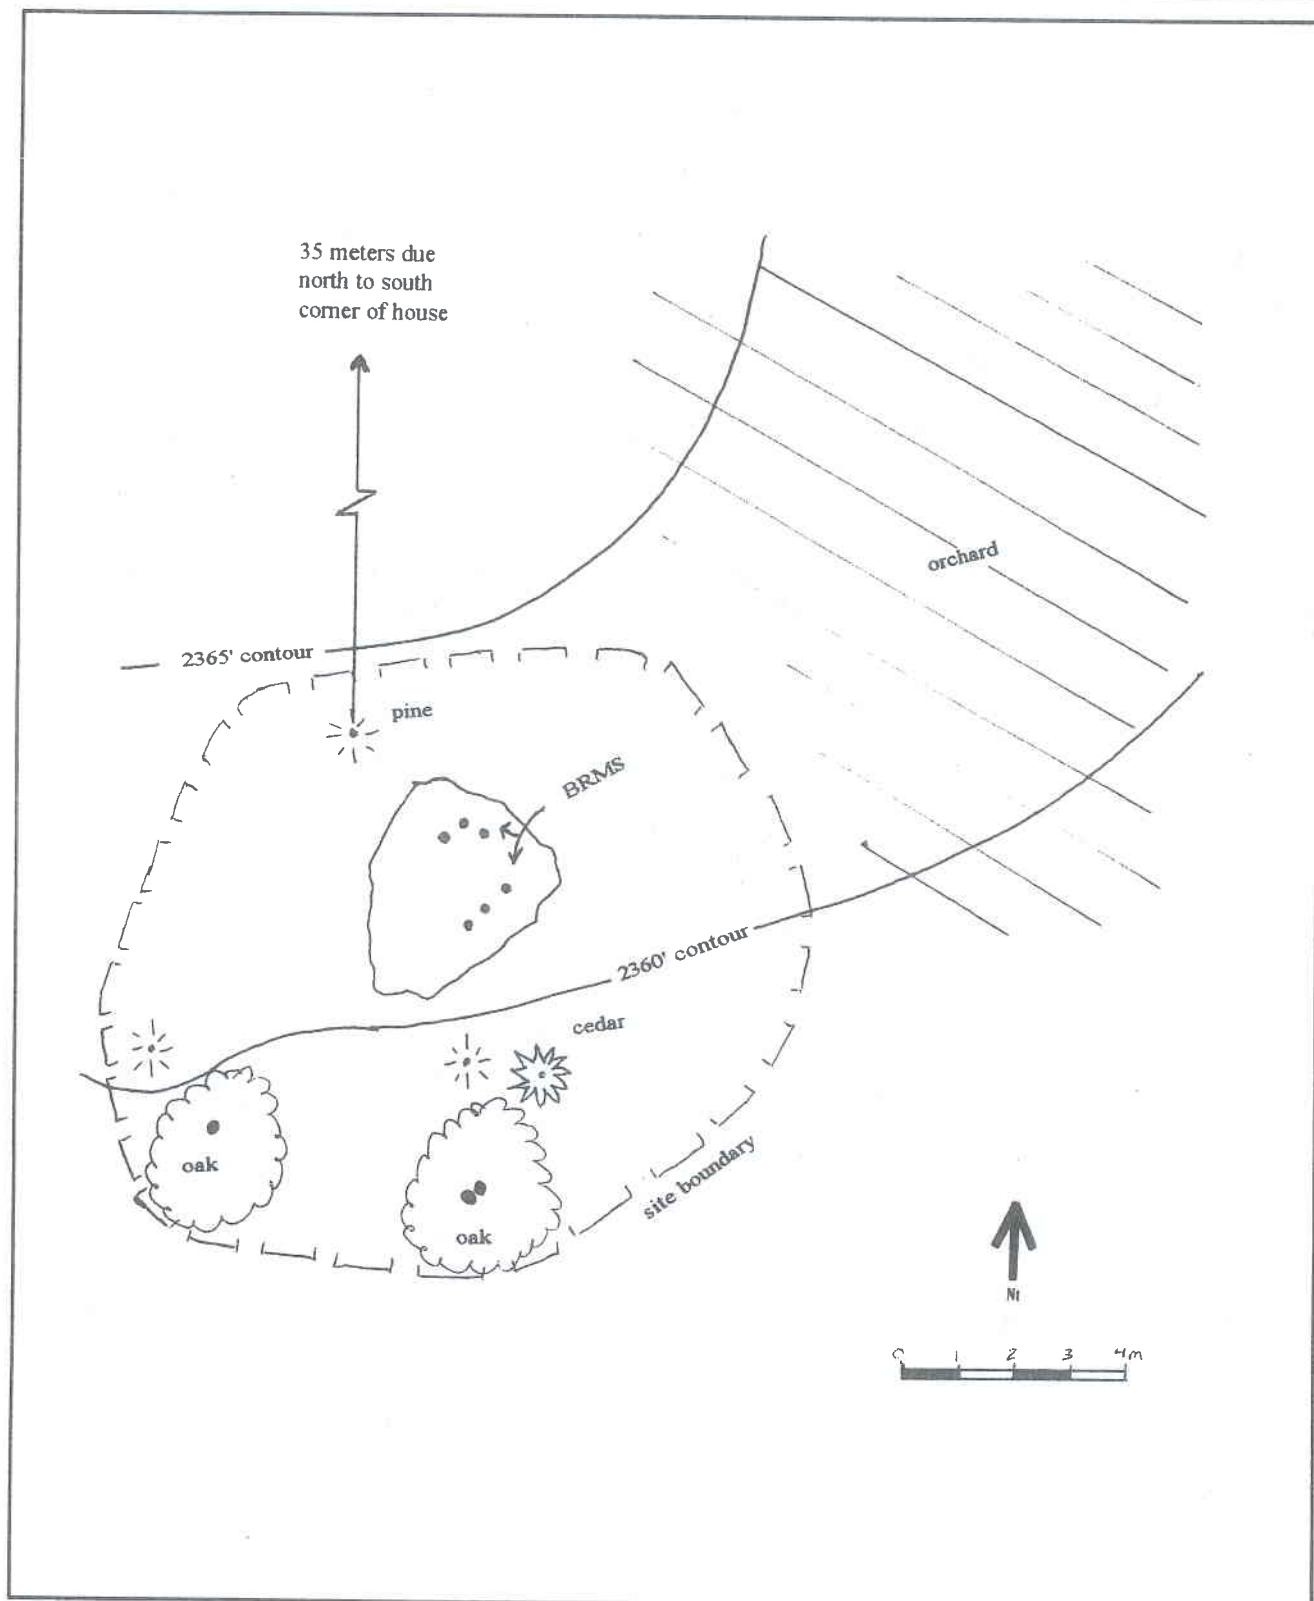 35 meters due
north to south
corner of house
orchard
2365' contour
pine
BRMS
2360' contour
cedar
oak
site boundary
oak
Nt
0 1 2 3 4m